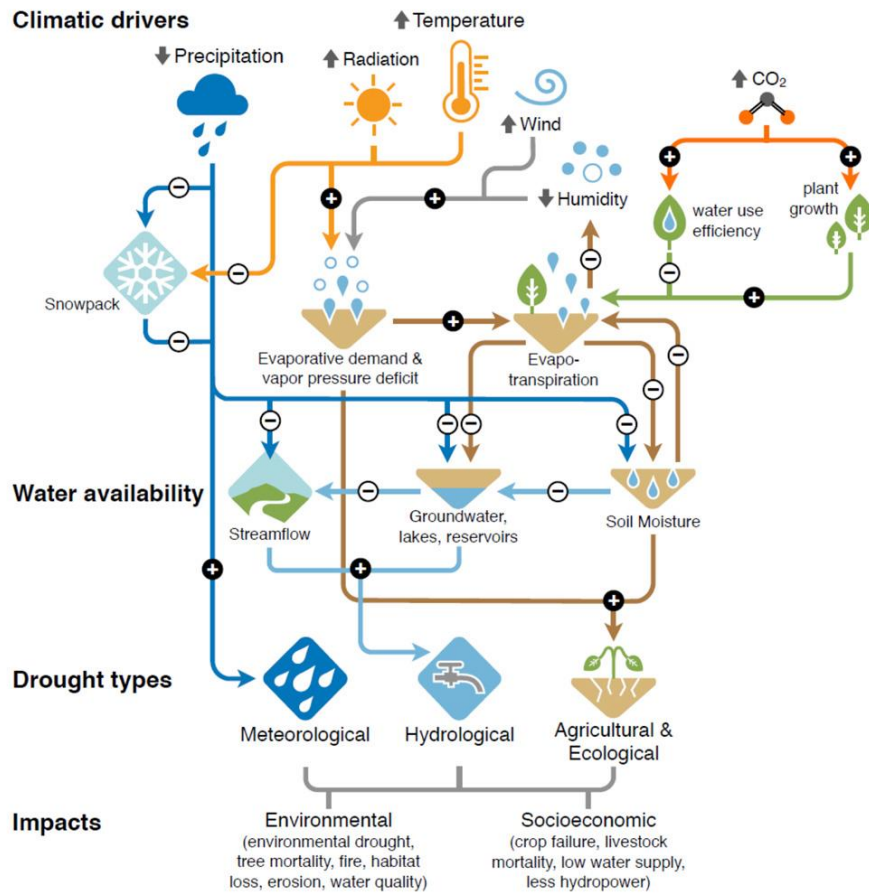 Climatic drivers
Precipitation
Radiation
Temperature
Wind
Humidity
CO₂
water use
efficiency
plant
growth
Snowpack
Evaporative demand &
vapor pressure deficit
Evapo-
transpiration
Water availability
Streamflow
Groundwater,
lakes, reservoirs
Soil Moisture
Drought types
Meteorological
Hydrological
Agricultural &
Ecological
Impacts
Environmental
(environmental drought,
tree mortality, fire, habitat
loss, erosion, water quality)
Socioeconomic
(crop failure, livestock
mortality, low water supply,
less hydropower)